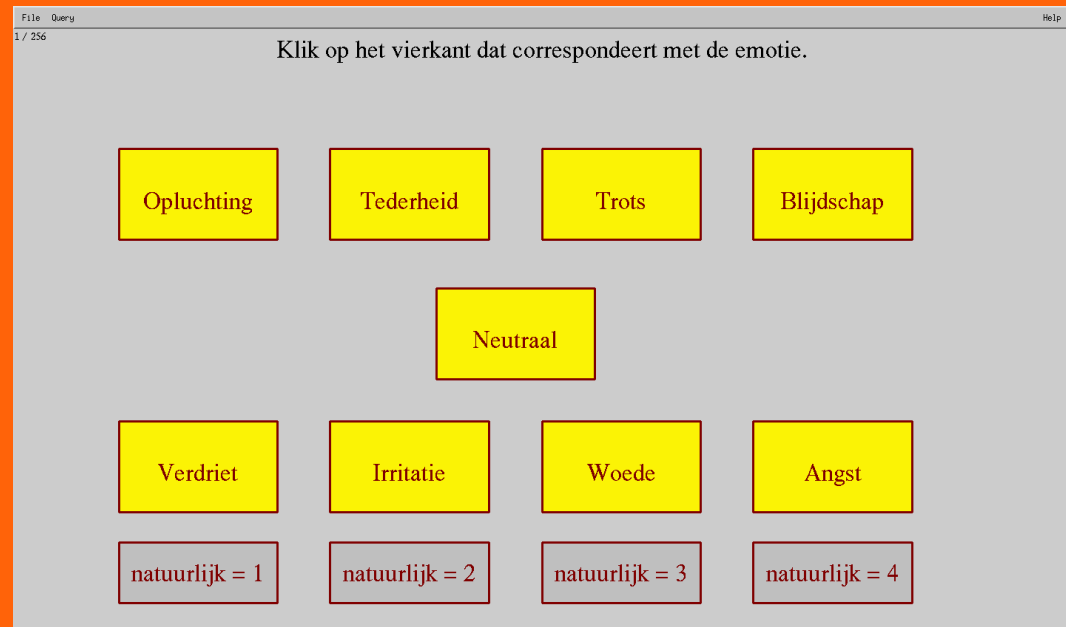 File Query Help
1 / 256
Klik op het vierkant dat correspondeert met de emotie.
Opluchting Tederheid Trots Blijdschap
Neutraal
Verdriet Irritatie Woede Angst
natuurlijk = 1 natuurlijk = 2 natuurlijk = 3 natuurlijk = 4